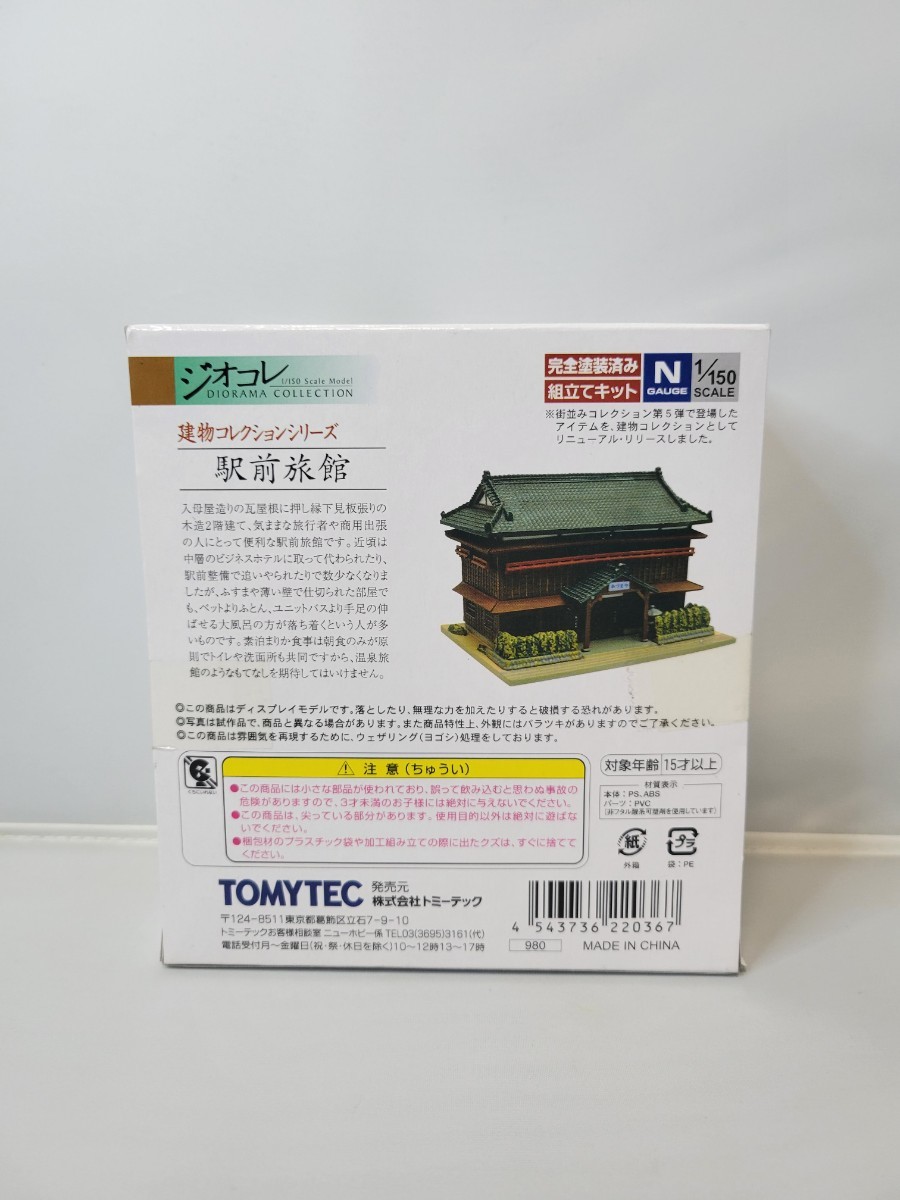 ジオコレ
1/150 Scale Model
DIORAMA COLLECTION
建物コレクションシリーズ
駅前旅館
入母屋造りの瓦屋根に押し縁下見板張りの
木造2階建て、気ままな旅行者や商用出張
の人にとって便利な駅前旅館です。近頃は
中層のビジネスホテルに取って代わられたり、
駅前整備で追いやられたりで数少なくなりま
したが、ふすまや薄い壁で仕切られた部屋で
も、ベットよりふとん、ユニットバスより手足の伸
ばせる大風呂の方が落ち着くという人が多
いものです。素泊まりか食事は朝食のみが原
則でトイレや洗面所も共同ですから、温泉旅
館のようなもてなしを期待してはいけません。
完全塗装済み
組立てキット
N
GAUGE
1/150
SCALE
※街並みコレクション第5弾で登場した
アイテムを、建物コレクションとして
リニューアル・リリースしました。
◎この商品はディスプレイモデルです。落としたり、無理な力を加えたりすると破損する恐れがあります。
◎写真は試作品で、商品と異なる場合があります。また商品特性上、外観にはバラツキがありますのでご了承ください。
◎この商品は雰囲気を再現するために、ウェザリング(ヨゴシ)処理をしております。
注意(ちゅうい)
●この商品には小さな部品が使われており、誤って飲み込むと思わぬ事故の
危険がありますので、3才未満のお子様には絶対に与えないでください。
●この商品は、尖っている部分があります。使用目的以外は絶対に遊ばな
いでください。
●梱包材のプラスチック袋や加工組み立ての際に出たクズは、すぐに捨てて
ください。
対象年齢 15才以上
材質表示
本体:PS、ABS
パーツ:PVC
(非フタル酸系可塑剤を使用しています)
紙
外箱
プラ
袋:PE
TOMYTEC
発売元
株式会社トミーテック
〒124-8511東京都葛飾区立石7-9-10
トミーテックお客様相談室 ニューホビー係 TEL03(3695)3161(代)
電話受付月〜金曜日(祝・祭・休日を除く)10〜12時13〜17時
4 543736 220367
980
MADE IN CHINA